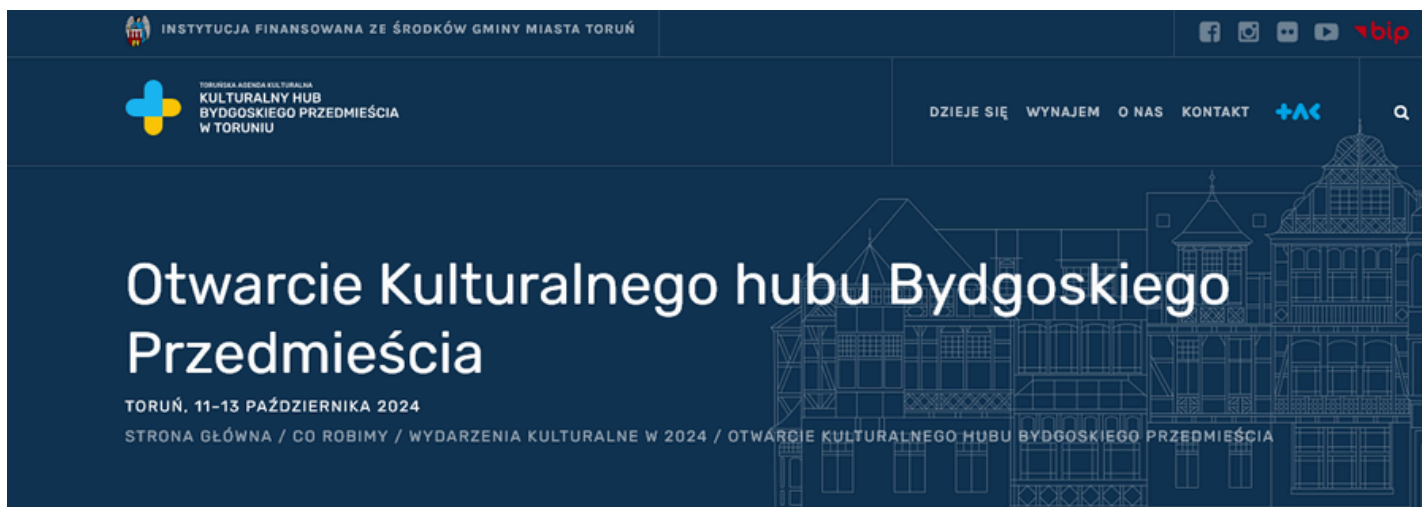 INSTYTUCJA FINANSOWANA ZE ŚRODKÓW GMINY MIASTA TORUŃ
bip
TORUŃSKA AGENDA KULTURALNA
KULTURALNY HUB
BYDGOSKIEGO PRZEDMIEŚCIA
W TORUNIU
DZIEJE SIĘ WYNAJEM O NAS KONTAKT
Otwarcie Kulturalnego hubu Bydgoskiego
Przedmieścia
TORUŃ, 11–13 PAŹDZIERNIKA 2024
STRONA GŁÓWNA / CO ROBIMY / WYDARZENIA KULTURALNE W 2024 / OTWARCIE KULTURALNEGO HUBU BYDGOSKIEGO PRZEDMIEŚCIA